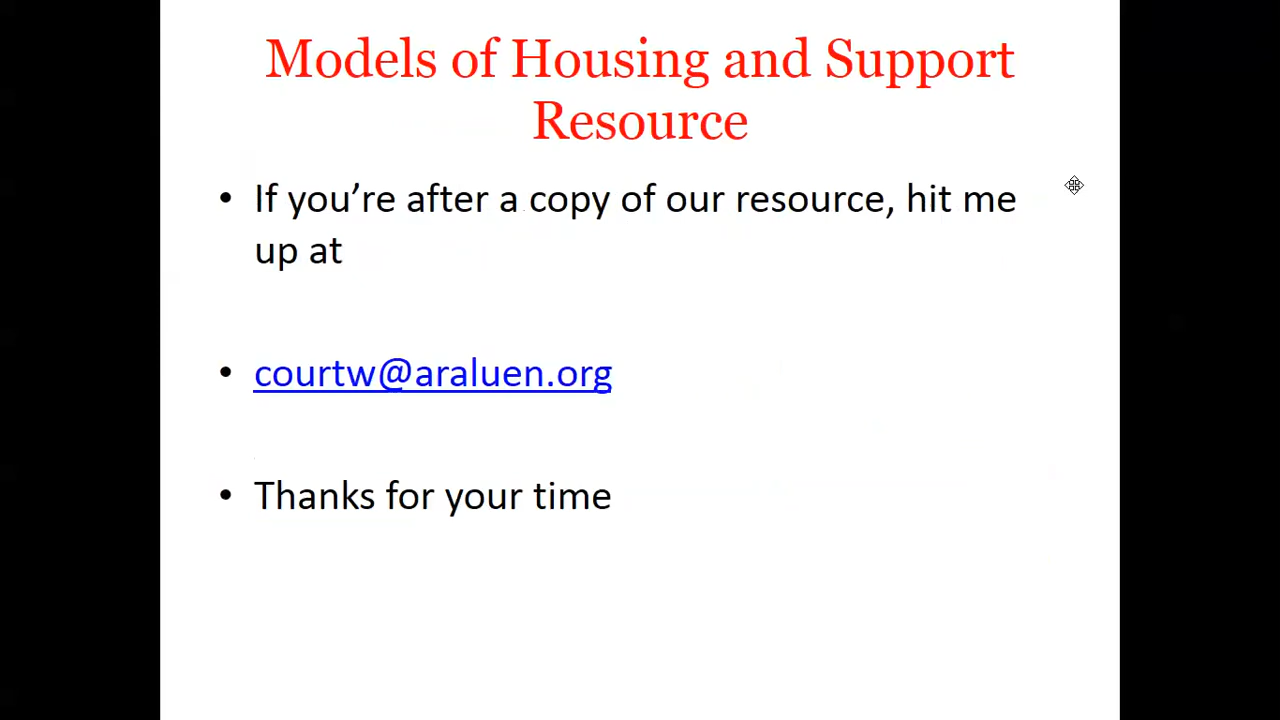 Models of Housing and Support
Resource
• If you’re after a copy of our resource, hit me
up at
• courtw@araluen.org
• Thanks for your time